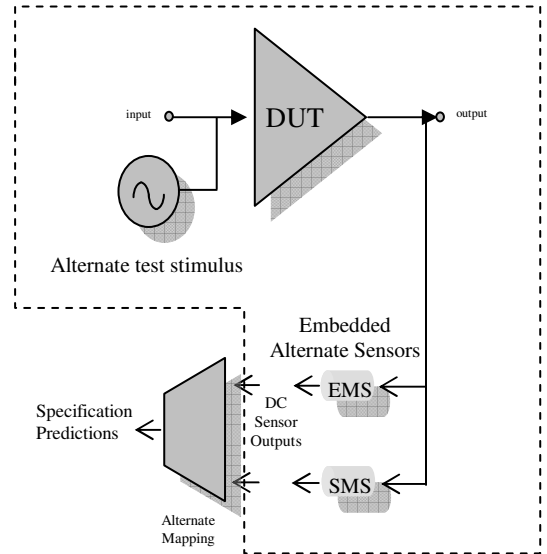 input
DUT
output
Alternate test stimulus
Embedded
Alternate Sensors
EMS
DC
Sensor
Outputs
Specification
Predictions
SMS
Alternate
Mapping